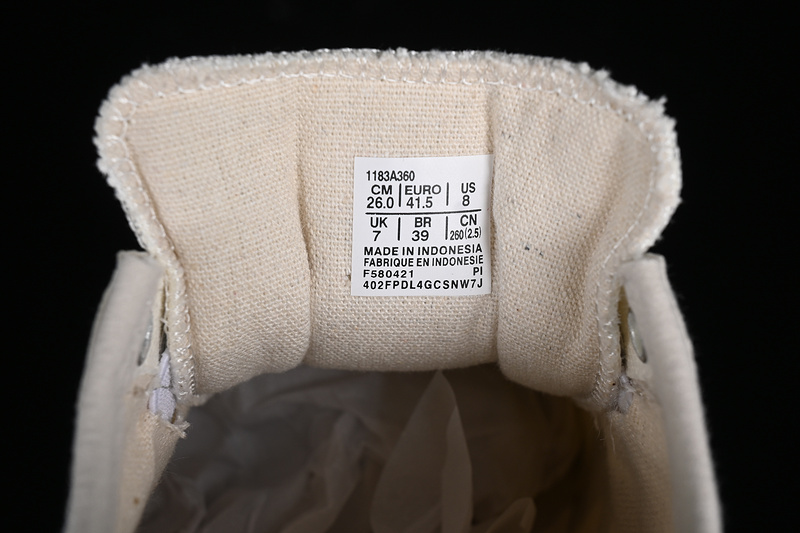 1183A360
CM EURO US
26.0 41.5 8
UK BR CN
7 39 260(2.5)
MADE IN INDONESIA
FABRIQUE EN INDONESIE
F580421 PI
402FPDL4GCSNW7J